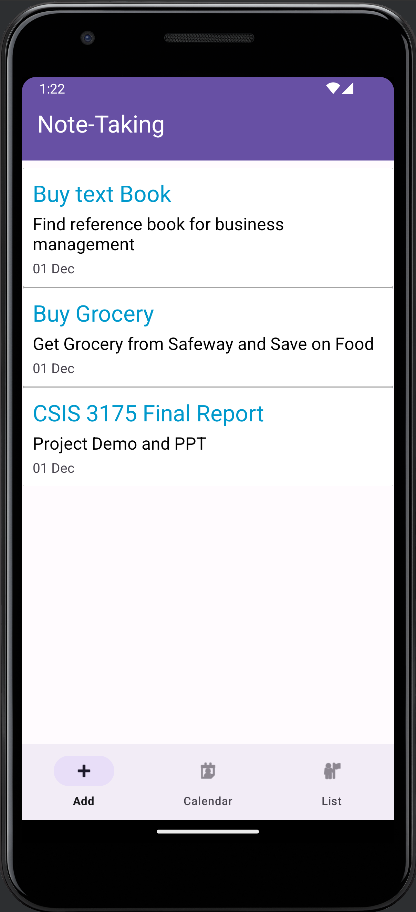 1:22
Note-Taking
Buy text Book
Find reference book for business
management
01 Dec
Buy Grocery
Get Grocery from Safeway and Save on Food
01 Dec
CSIS 3175 Final Report
Project Demo and PPT
01 Dec
Add
Calendar
List